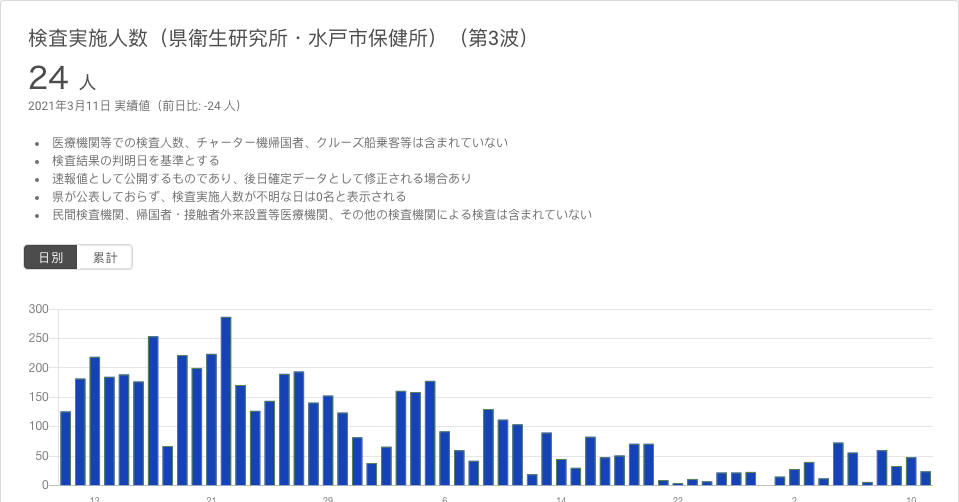 検査実施人数（県衛生研究所・水戸市保健所）（第3波）
24 人
2021年3月11日 実績値（前日比: -24 人）
医療機関等での検査人数、チャーター機帰国者、クルーズ船乗客等は含まれていない
検査結果の判明日を基準とする
速報値として公開するものであり、後日確定データとして修正される場合あり
県が公表しておらず、検査実施人数が不明な日は0名と表示される
民間検査機関、帰国者・接触者外来設置等医療機関、その他の検査機関による検査は含まれていない
日別 累計
300
250
200
150
100
50
0
13 21 29 6 14 22 2 10